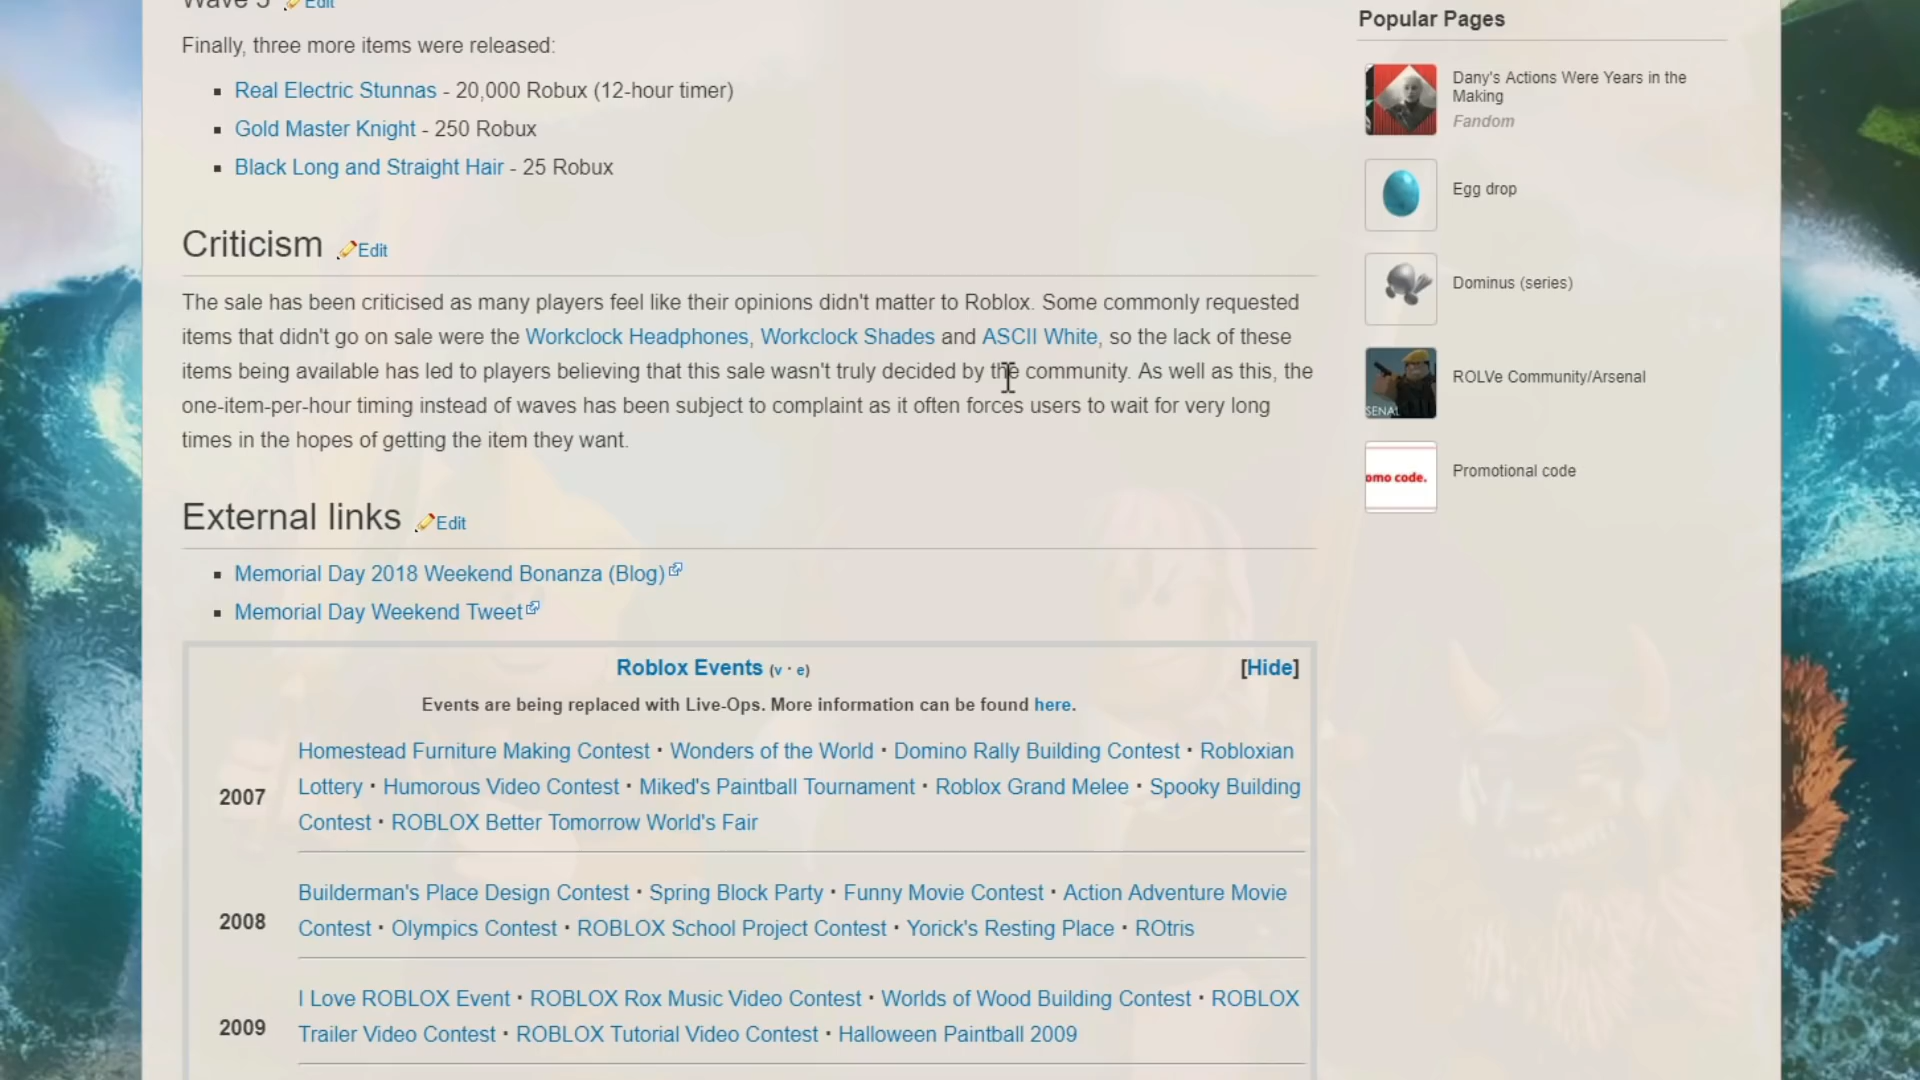 Wave 5 Edit
Finally, three more items were released:
Real Electric Stunnas - 20,000 Robux (12-hour timer)
Gold Master Knight - 250 Robux
Black Long and Straight Hair - 25 Robux
Criticism Edit
The sale has been criticised as many players feel like their opinions didn't matter to Roblox. Some commonly requested
items that didn't go on sale were the Workclock Headphones, Workclock Shades and ASCII White, so the lack of these
items being available has led to players believing that this sale wasn't truly decided by the community. As well as this, the
one-item-per-hour timing instead of waves has been subject to complaint as it often forces users to wait for very long
times in the hopes of getting the item they want.
External links Edit
Memorial Day 2018 Weekend Bonanza (Blog)
Memorial Day Weekend Tweet
Roblox Events (v · e) [Hide]
Events are being replaced with Live-Ops. More information can be found here.
2007
Homestead Furniture Making Contest · Wonders of the World · Domino Rally Building Contest · Robloxian
Lottery · Humorous Video Contest · Miked's Paintball Tournament · Roblox Grand Melee · Spooky Building
Contest · ROBLOX Better Tomorrow World's Fair
2008
Builderman's Place Design Contest · Spring Block Party · Funny Movie Contest · Action Adventure Movie
Contest · Olympics Contest · ROBLOX School Project Contest · Yorick's Resting Place · ROtris
2009
I Love ROBLOX Event · ROBLOX Rox Music Video Contest · Worlds of Wood Building Contest · ROBLOX
Trailer Video Contest · ROBLOX Tutorial Video Contest · Halloween Paintball 2009
Popular Pages
Dany's Actions Were Years in the
Making
Fandom
Egg drop
Dominus (series)
SENAL
ROLVe Community/Arsenal
omo code.
Promotional code